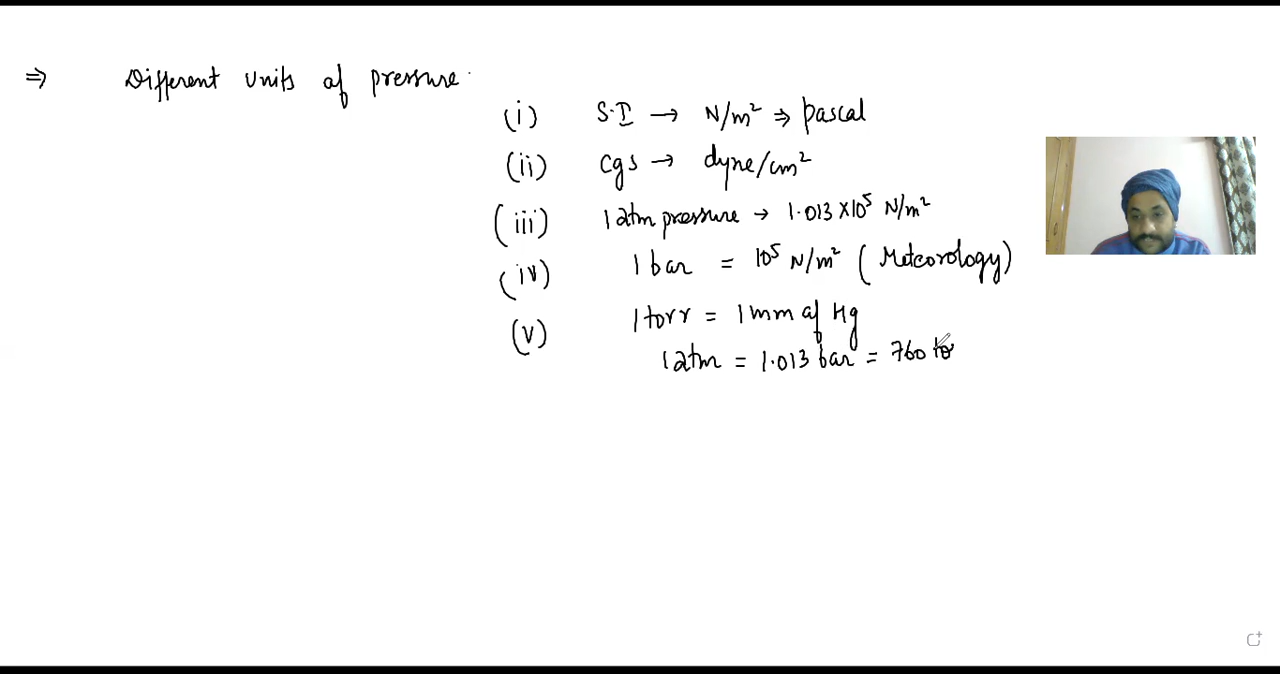 ⇒ Different units of pressure.
(i) S.I → N/m² ⇒ pascal
(ii) cgs → dyne/cm²
(iii) 1 atm pressure → 1.013 × 10⁵ N/m²
(iv) 1 bar = 10⁵ N/m² (Meteorology)
(v) 1 torr = 1 mm of Hg
1 atm = 1.013 bar = 760 to